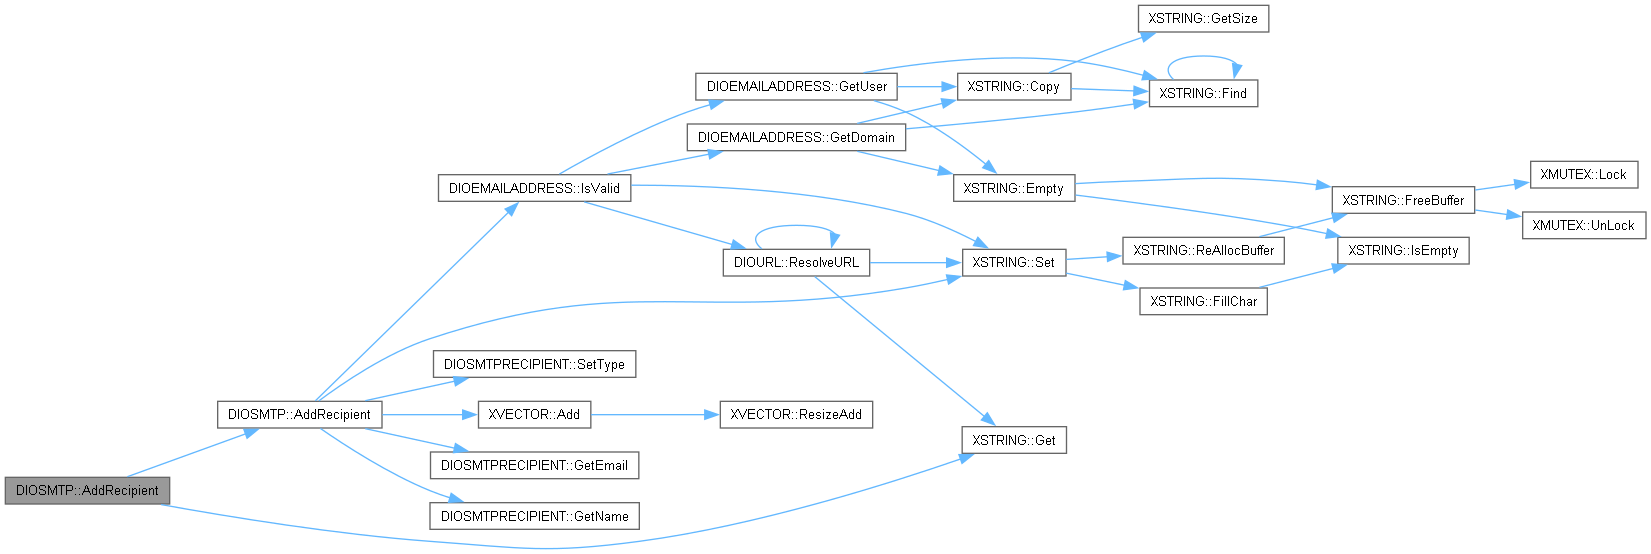 XSTRING::GetSize
DIOEMAILADDRESS::GetUser
XSTRING::Copy
XSTRING::Find
DIOEMAILADDRESS::GetDomain
XMUTEX::Lock
DIOEMAILADDRESS::IsValid
XSTRING::Empty
XSTRING::FreeBuffer
XMUTEX::UnLock
XSTRING::ReAllocBuffer
XSTRING::IsEmpty
DIOURL::ResolveURL
XSTRING::Set
XSTRING::FillChar
DIOSMTPRECIPIENT::SetType
DIOSMTP::AddRecipient
XVECTOR::Add
XVECTOR::ResizeAdd
XSTRING::Get
DIOSMTPRECIPIENT::GetEmail
DIOSMTP::AddRecipient
DIOSMTPRECIPIENT::GetName